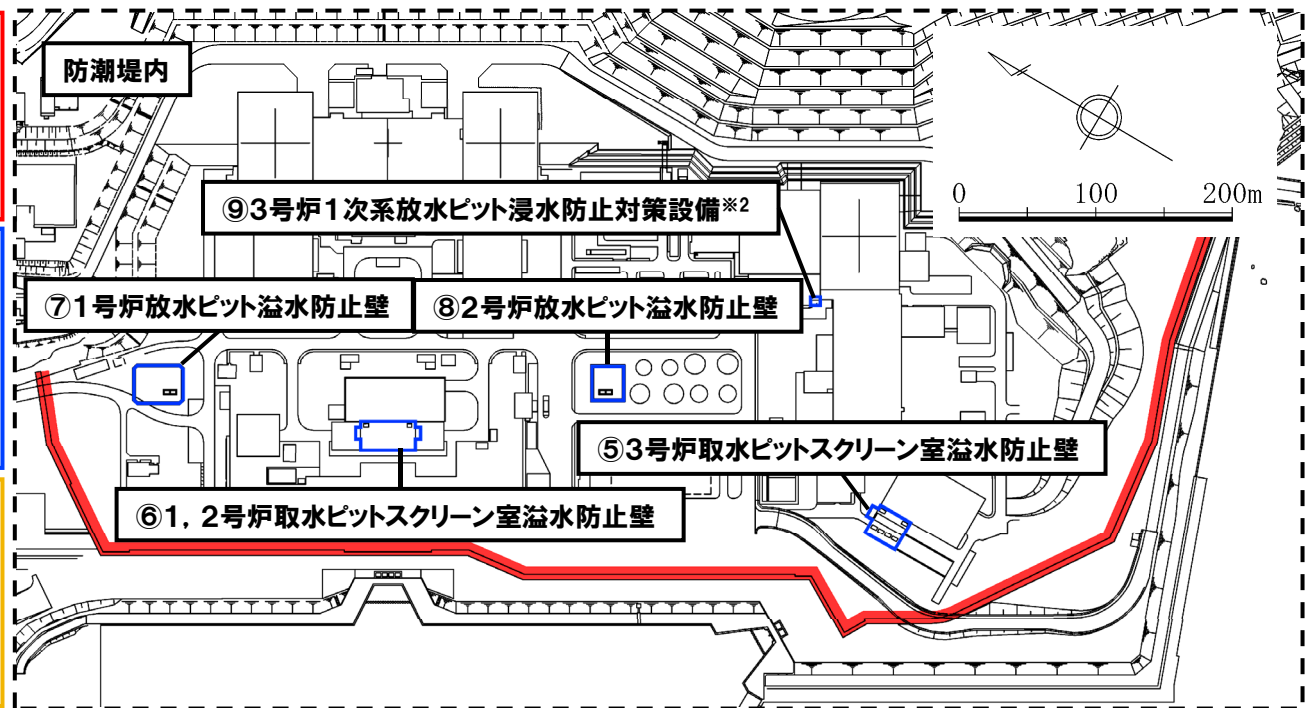 防潮堤内
0 100 200m
⑨3号炉1次系放水ピット浸水防止対策設備※2
⑦1号炉放水ピット溢水防止壁
⑧2号炉放水ピット溢水防止壁
⑤3号炉取水ピットスクリーン室溢水防止壁
⑥1，2号炉取水ピットスクリーン室溢水防止壁